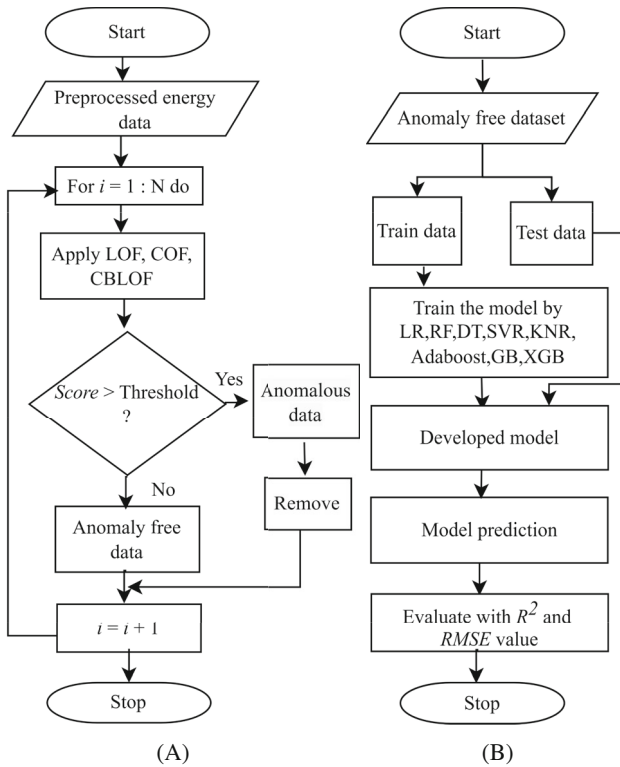 Start
Preprocessed energy
data
For i = 1 : N do
Apply LOF, COF,
CBLOF
Score > Threshold
?
Yes
Anomalous
data
Remove
No
Anomaly free
data
i = i + 1
Stop
(A)
Start
Anomaly free dataset
Train data
Test data
Train the model by
LR,RF,DT,SVR,KNR,
Adaboost,GB,XGB
Developed model
Model prediction
Evaluate with R² and
RMSE value
Stop
(B)